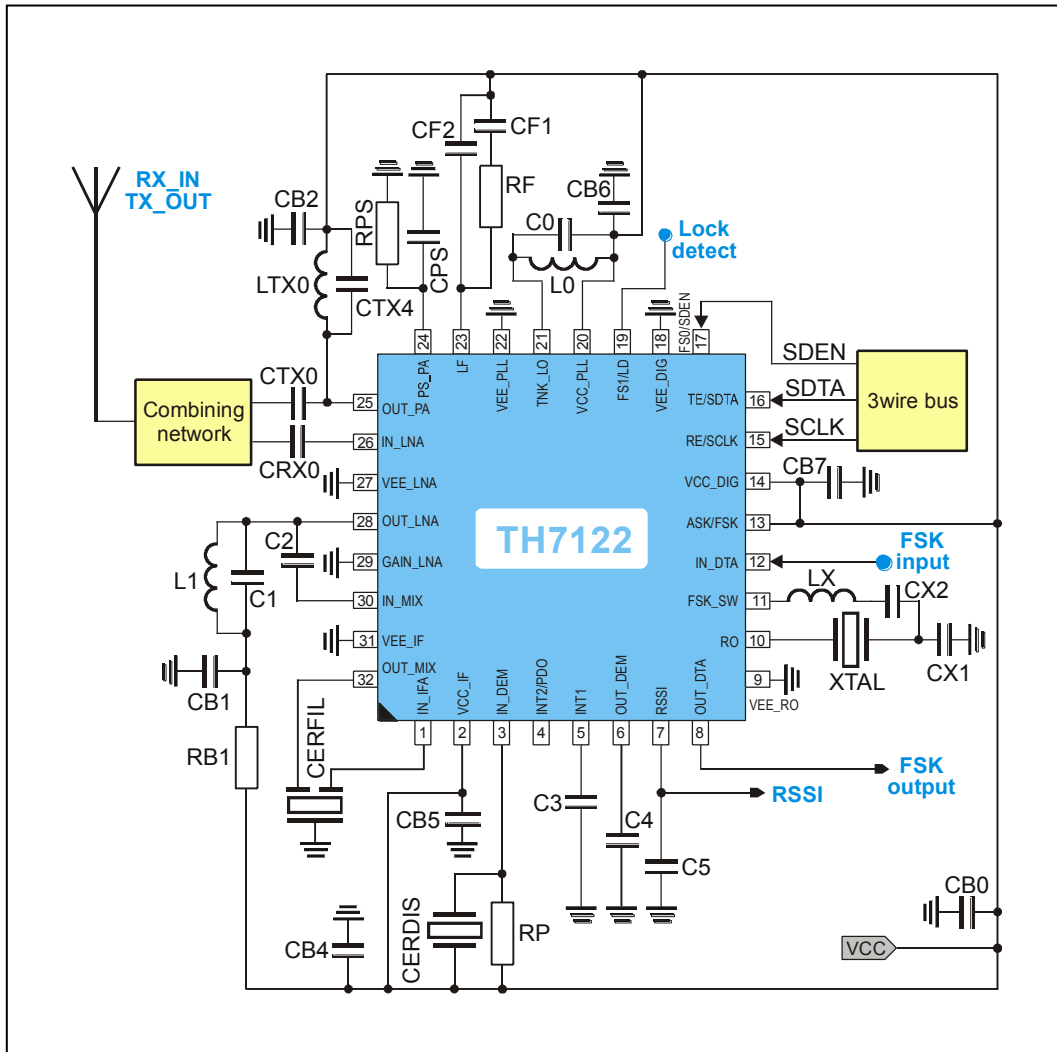 CF2
CF1
RX_IN
TX_OUT
CB2
RPS
CPS
RF
CB6
C0
L0
Lock
detect
LTX0
CTX4
24
23
22
21
20
19
18
17
FS0/SDEN
PS_PA
LF
VEE_PLL
TNK_LO
VCC_PLL
FS1/LD
VEE_DIG
SDEN
SDTA
SCLK
3wire bus
Combining
network
CTX0
CRX0
25
OUT_PA
26
IN_LNA
27
VEE_LNA
28
OUT_LNA
29
GAIN_LNA
30
IN_MIX
31
VEE_IF
32
OUT_MIX
TH7122
TE/SDTA
16
RE/SCLK
15
VCC_DIG
14
ASK/FSK
13
IN_DTA
12
FSK_SW
11
RO
10
9
VEE_RO
CB7
FSK
input
LX
CX2
CX1
XTAL
L1
C1
C2
CB1
RB1
CERFIL
IN_IFA
VCC_IF
IN_DEM
INT2/PDO
INT1
OUT_DEM
RSSI
OUT_DTA
1
2
3
4
5
6
7
8
FSK
output
RSSI
C3
C4
C5
CB5
CB4
CERDIS
RP
CB0
VCC